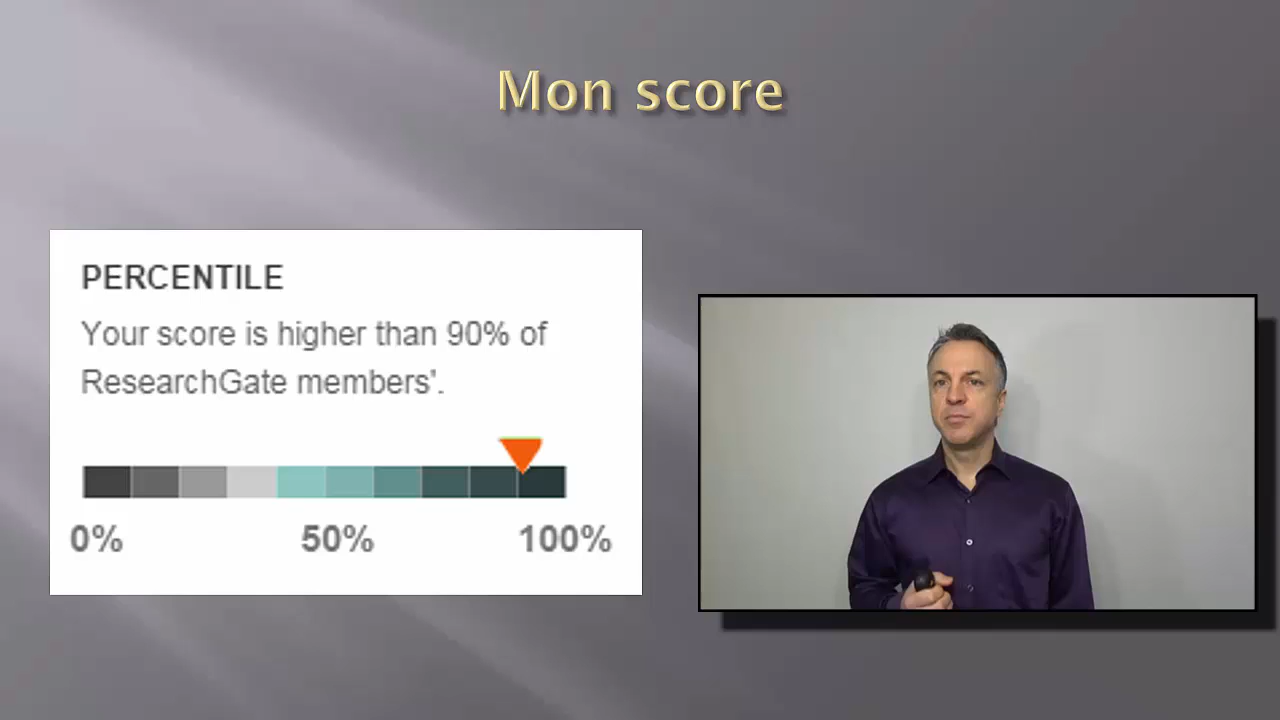 Mon score
PERCENTILE
Your score is higher than 90% of
ResearchGate members'.
0% 50% 100%